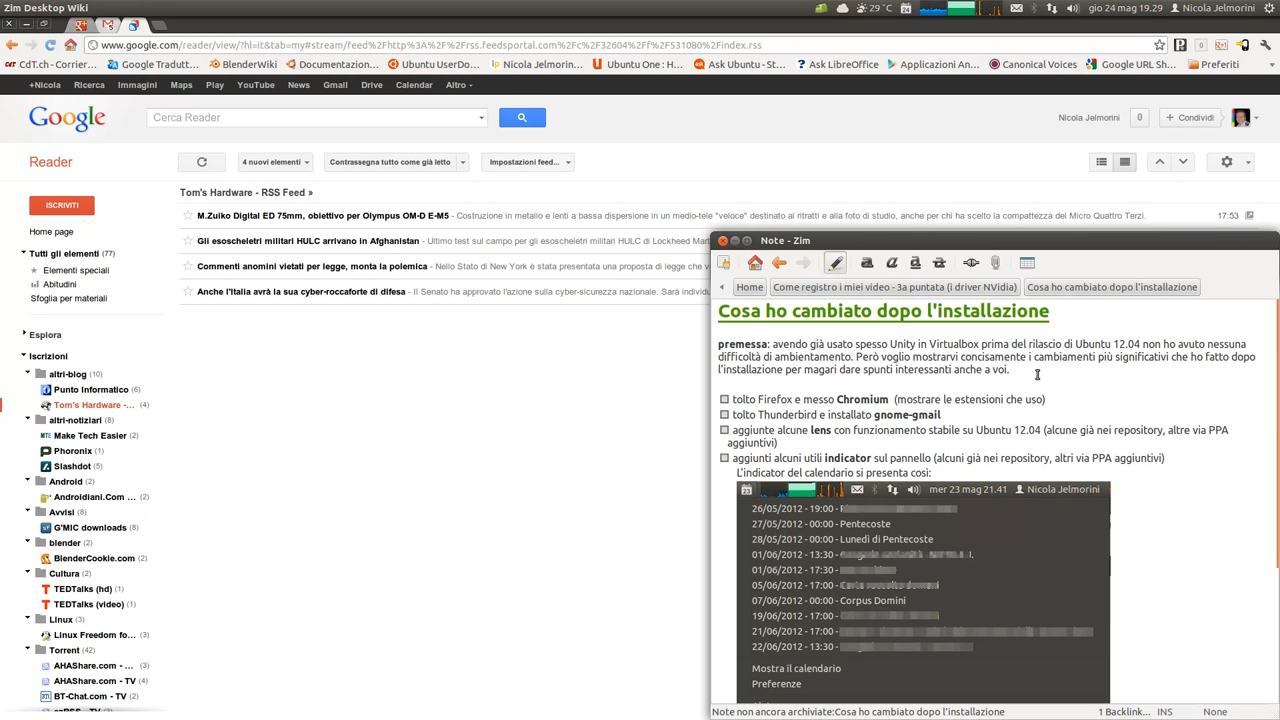 Zim Desktop Wiki
29 °C
gio 24 mag 19.29
Nicola Jelmorini
www.google.com/reader/view/?hl=it&tab=my#stream/feed%2Fhttp%3A%2F%2Frss.feedsportal.com%2Fc%2F32604%2Ff%2F531080%2Findex.rss
CdT.ch - Corrier...
Google Tradutt...
BlenderWiki
Documentazion...
Ubuntu UserDo...
Nicola Jelmorin...
Ubuntu One : H...
Ask Ubuntu - St...
Ask LibreOffice
Applicazioni An...
Canonical Voices
Google URL Sh...
Preferiti
+Nicola Ricerca Immagini Maps Play YouTube News Gmail Drive Calendar Altro
Google
Cerca Reader
Nicola Jelmorini
0
+ Condividi
Reader
4 nuovi elementi
Contrassegna tutto come già letto
Impostazioni feed...
Tom's Hardware - RSS Feed »
ISCRIVITI
M.Zuiko Digital ED 75mm, obiettivo per Olympus OM-D E-M5 - Costruzione in metallo e lenti a bassa dispersione in un medio-tele "veloce" destinato ai ritratti e alla foto di studio, anche per chi ha scelto la compattezza del Micro Quattro Terzi.
17:53
Gli esoscheletri militari HULC arrivano in Afghanistan - Ultimo test sul campo per gli esoscheletri HULC di Lockheed Mart
Commenti anomini vietati per legge, monta la polemica - Nello Stato di New York è stata presentata una proposta di legge che v
Anche l'Italia avrà la sua cyber-roccaforte di difesa - Il Senato ha approvato l'azione sulla cyber-sicurezza nazionale. Sarà individu
Home page
Tutti gli elementi (77)
Elementi speciali
Abitudini
Sfoglia per materiali
Esplora
Iscrizioni
altri-blog (10)
Punto Informatico (6)
Tom's Hardware -... (4)
altri-notiziari (8)
Make Tech Easier (2)
Phoronix (1)
Slashdot (5)
Android (2)
Androidiani.Com ... (2)
Avvisi (2)
G'MIC downloads (2)
blender (2)
BlenderCookie.com (2)
Cultura (2)
TEDTalks (hd) (1)
TEDTalks (video) (1)
Linux (3)
Linux Freedom fo... (3)
Torrent (42)
AHAShare.com - ... (3)
AHAShare.com - TV (4)
BT-Chat.com - TV (2)
Note - Zim
Home
Come registro i miei video - 3a puntata (i driver NVidia)
Cosa ho cambiato dopo l'installazione
Cosa ho cambiato dopo l'installazione
premessa: avendo già usato spesso Unity in Virtualbox prima del rilascio di Ubuntu 12.04 non ho avuto nessuna
difficoltà di ambientamento. Però voglio mostrarvi concisamente i cambiamenti più significativi che ho fatto dopo
l'installazione per magari dare spunti interessanti anche a voi.
tolto Firefox e messo Chromium (mostrare le estensioni che uso)
tolto Thunderbird e installato gnome-gmail
aggiunte alcune lens con funzionamento stabile su Ubuntu 12.04 (alcune già nei repository, altre via PPA
aggiuntivi)
aggiunti alcuni utili indicator sul pannello (alcuni già nei repository, altri via PPA aggiuntivi)
L'indicator del calendario si presenta così:
23
mer 23 mag 21.41
Nicola Jelmorini
26/05/2012 - 19:00 -
27/05/2012 - 00:00 - Pentecoste
28/05/2012 - 00:00 - Lunedì di Pentecoste
01/06/2012 - 13:30 -
01/06/2012 - 17:30 -
05/06/2012 - 17:00 -
07/06/2012 - 00:00 - Corpus Domini
19/06/2012 - 17:00 -
21/06/2012 - 17:00 -
22/06/2012 - 13:30 -
Mostra il calendario
Preferenze
Note non ancora archiviate:Cosa ho cambiato dopo l'installazione
1 Backlink...
INS
None